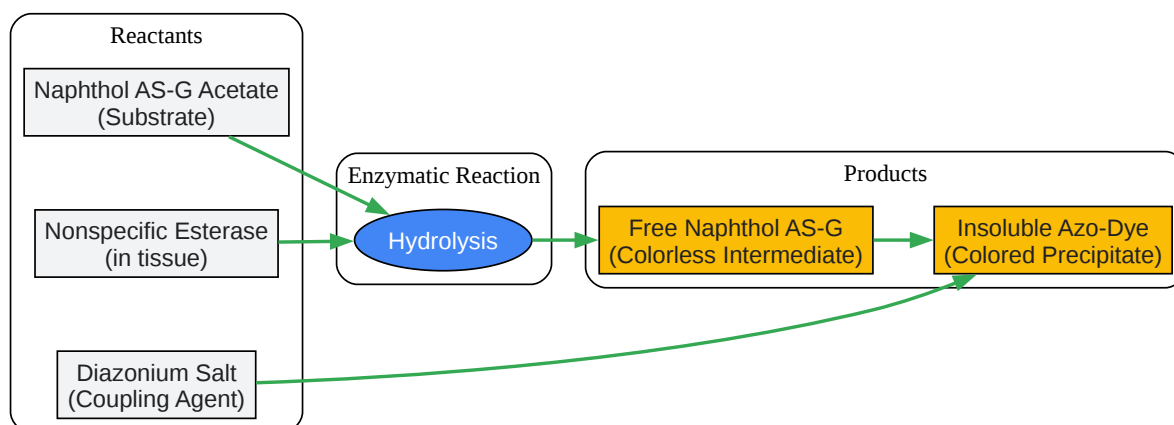 Reactants
Naphthol AS-G Acetate
(Substrate)
Nonspecific Esterase
(in tissue)
Diazonium Salt
(Coupling Agent)
Enzymatic Reaction
Hydrolysis
Products
Free Naphthol AS-G
(Colorless Intermediate)
Insoluble Azo-Dye
(Colored Precipitate)